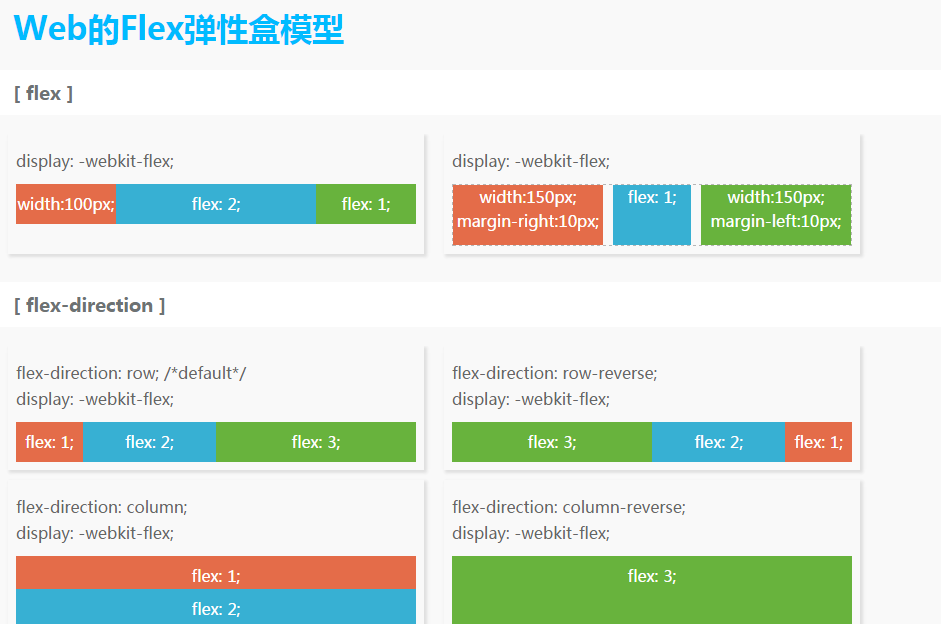 Web的Flex弹性盒模型
[ flex ]
display: -webkit-flex;
width:100px;
flex: 2;
flex: 1;
display: -webkit-flex;
width:150px;
margin-right:10px;
flex: 1;
width:150px;
margin-left:10px;
[ flex-direction ]
flex-direction: row; /*default*/
display: -webkit-flex;
flex: 1;
flex: 2;
flex: 3;
flex-direction: row-reverse;
display: -webkit-flex;
flex: 3;
flex: 2;
flex: 1;
flex-direction: column;
display: -webkit-flex;
flex: 1;
flex: 2;
flex-direction: column-reverse;
display: -webkit-flex;
flex: 3;